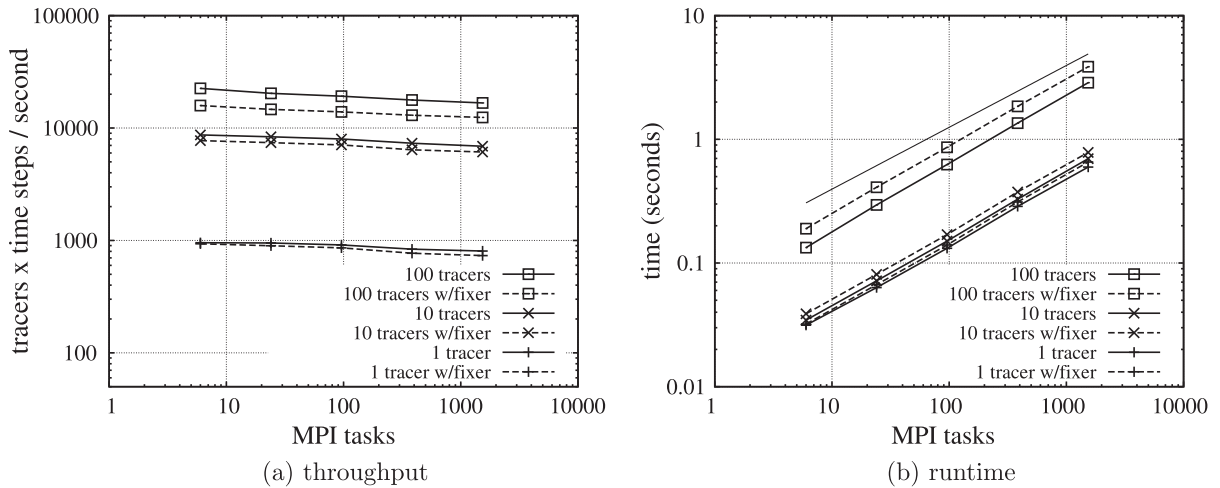 100000
10000
1000
100
tracers x time steps / second
100 tracers
100 tracers w/fixer
10 tracers
10 tracers w/fixer
1 tracer
1 tracer w/fixer
1 10 100 1000 10000
MPI tasks
(a) throughput
10
1
0.1
0.01
time (seconds)
100 tracers
100 tracers w/fixer
10 tracers
10 tracers w/fixer
1 tracer
1 tracer w/fixer
1 10 100 1000 10000
MPI tasks
(b) runtime